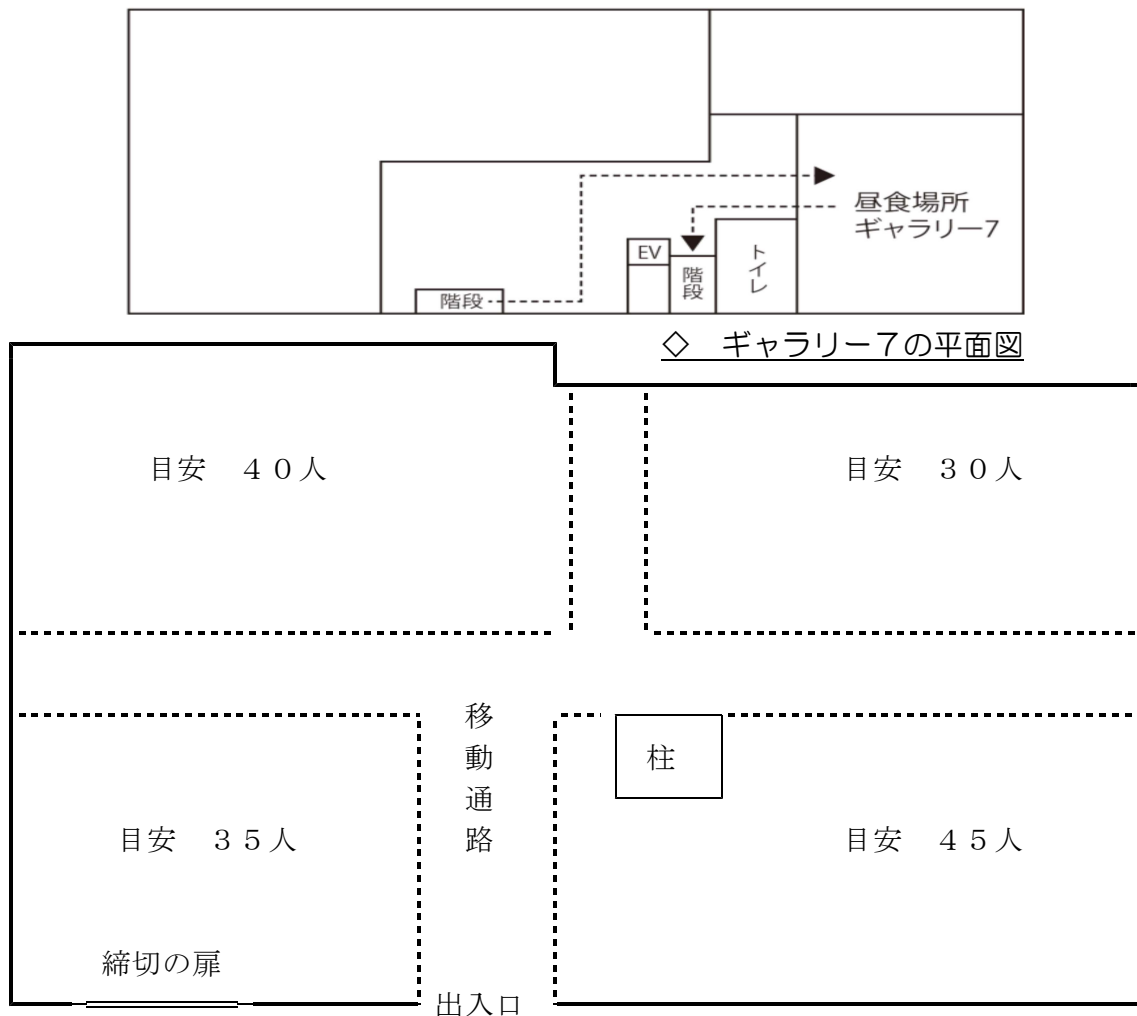 昼食場所
ギャラリー7
EV
階段
トイレ
階段
◇　ギャラリー７の平面図
目安　４０人
目安　３０人
移動通路
柱
目安　３５人
目安　４５人
締切の扉
出入口